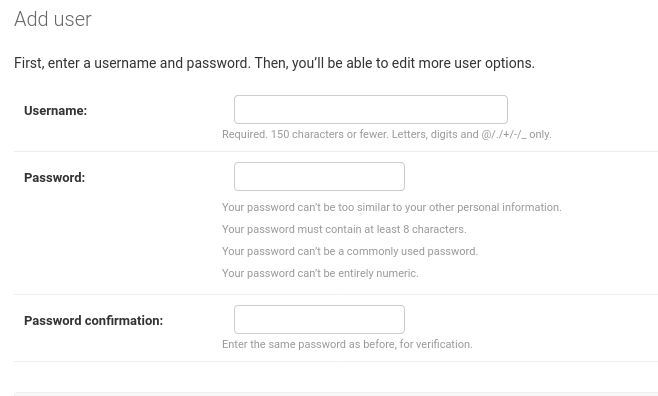 Add user
First, enter a username and password. Then, you’ll be able to edit more user options.
Username:
Required. 150 characters or fewer. Letters, digits and @/./+/-/_ only.
Password:
Your password can’t be too similar to your other personal information.
Your password must contain at least 8 characters.
Your password can’t be a commonly used password.
Your password can’t be entirely numeric.
Password confirmation:
Enter the same password as before, for verification.